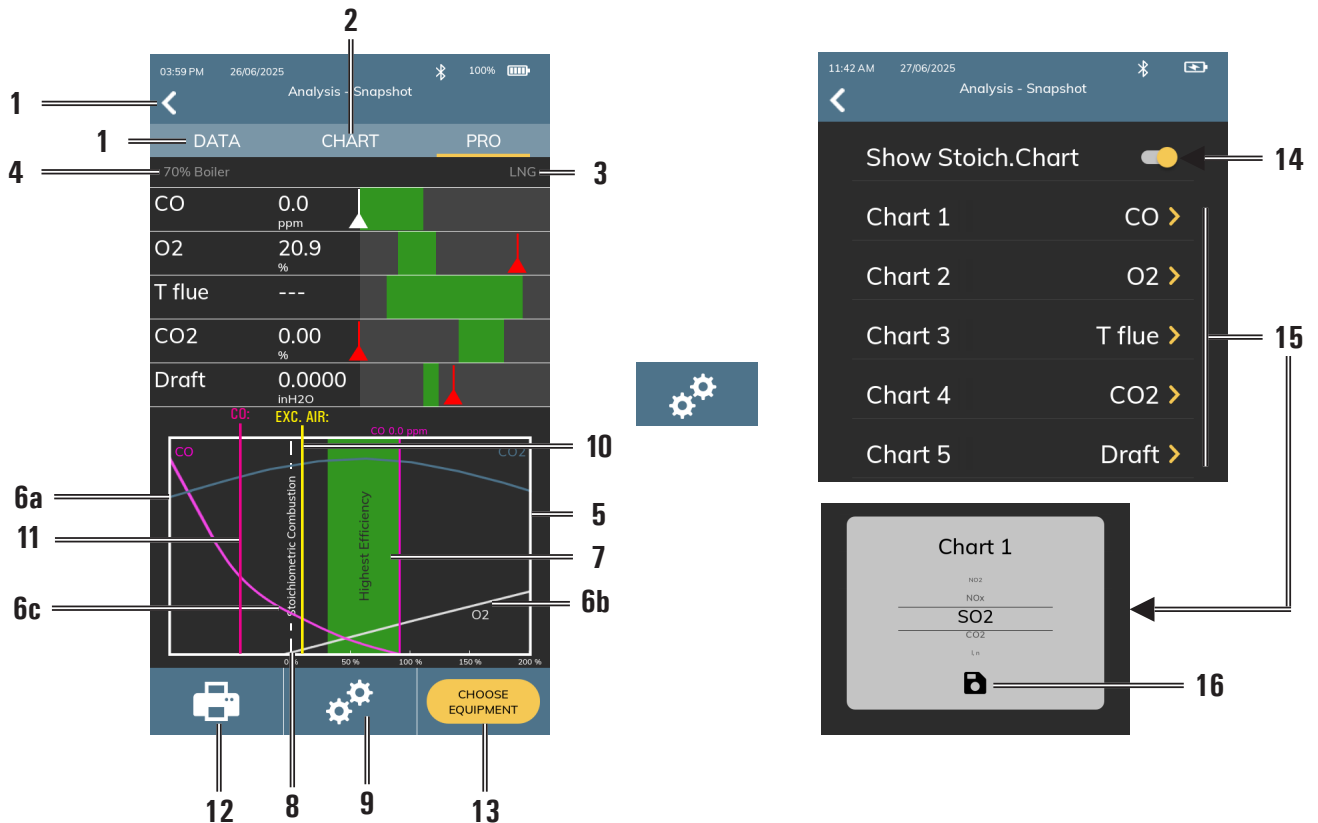 2
03:59 PM 26/06/2025 100%
Analysis - Snapshot
1
1
DATA CHART PRO
4
70% Boiler LNG
3
CO 0.0
ppm
O2 20.9
%
T flue ---
CO2 0.00
%
Draft 0.0000
inH2O
CO: EXC. AIR:
CO 0.0 ppm
10
CO CO2
6a
5
11
7
6c
6b
Stoichiometric Combustion
Highest Efficiency
O2
0 % 50 % 100 % 150 % 200 %
CHOOSE
EQUIPMENT
12 8 9 13
11:42 AM 27/06/2025
Analysis - Snapshot
Show Stoich.Chart
14
Chart 1 CO
Chart 2 O2
Chart 3 T flue
15
Chart 4 CO2
Chart 5 Draft
Chart 1
NO2
NOx
SO2
CO2
16